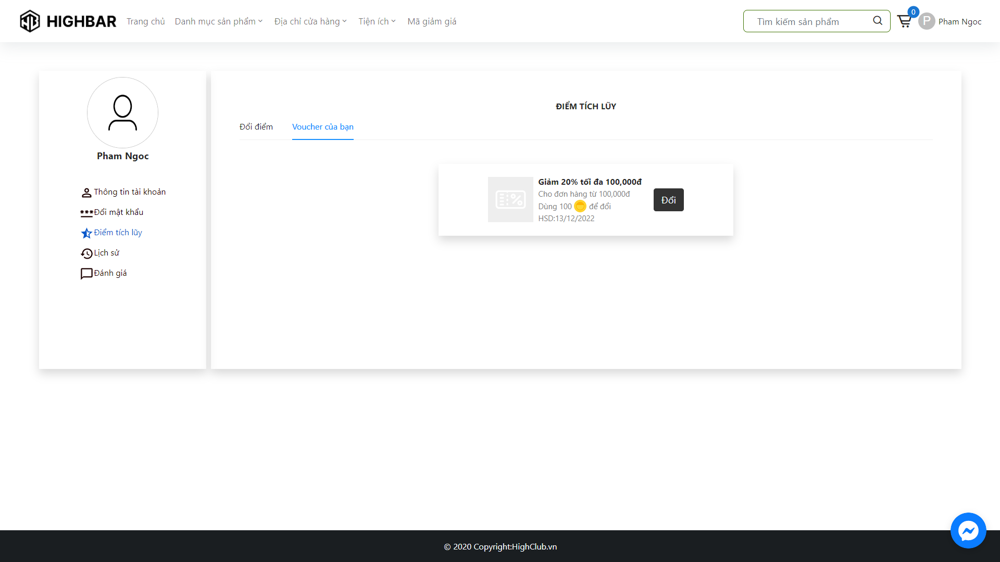 HIGHBAR Trang chủ Danh mục sản phẩm Địa chỉ cửa hàng Tiện ích Mã giảm giá Tìm kiếm sản phẩm 0 P Pham Ngoc
Pham Ngoc
Thông tin tài khoản
Đổi mật khẩu
Điểm tích lũy
Lịch sử
Đánh giá
ĐIỂM TÍCH LŨY
Đổi điểm Voucher của bạn
Giảm 20% tối đa 100,000đ
Cho đơn hàng từ 100,000đ
Dùng 100 để đổi
HSD:13/12/2022
Đổi
© 2020 Copyright:HighClub.vn